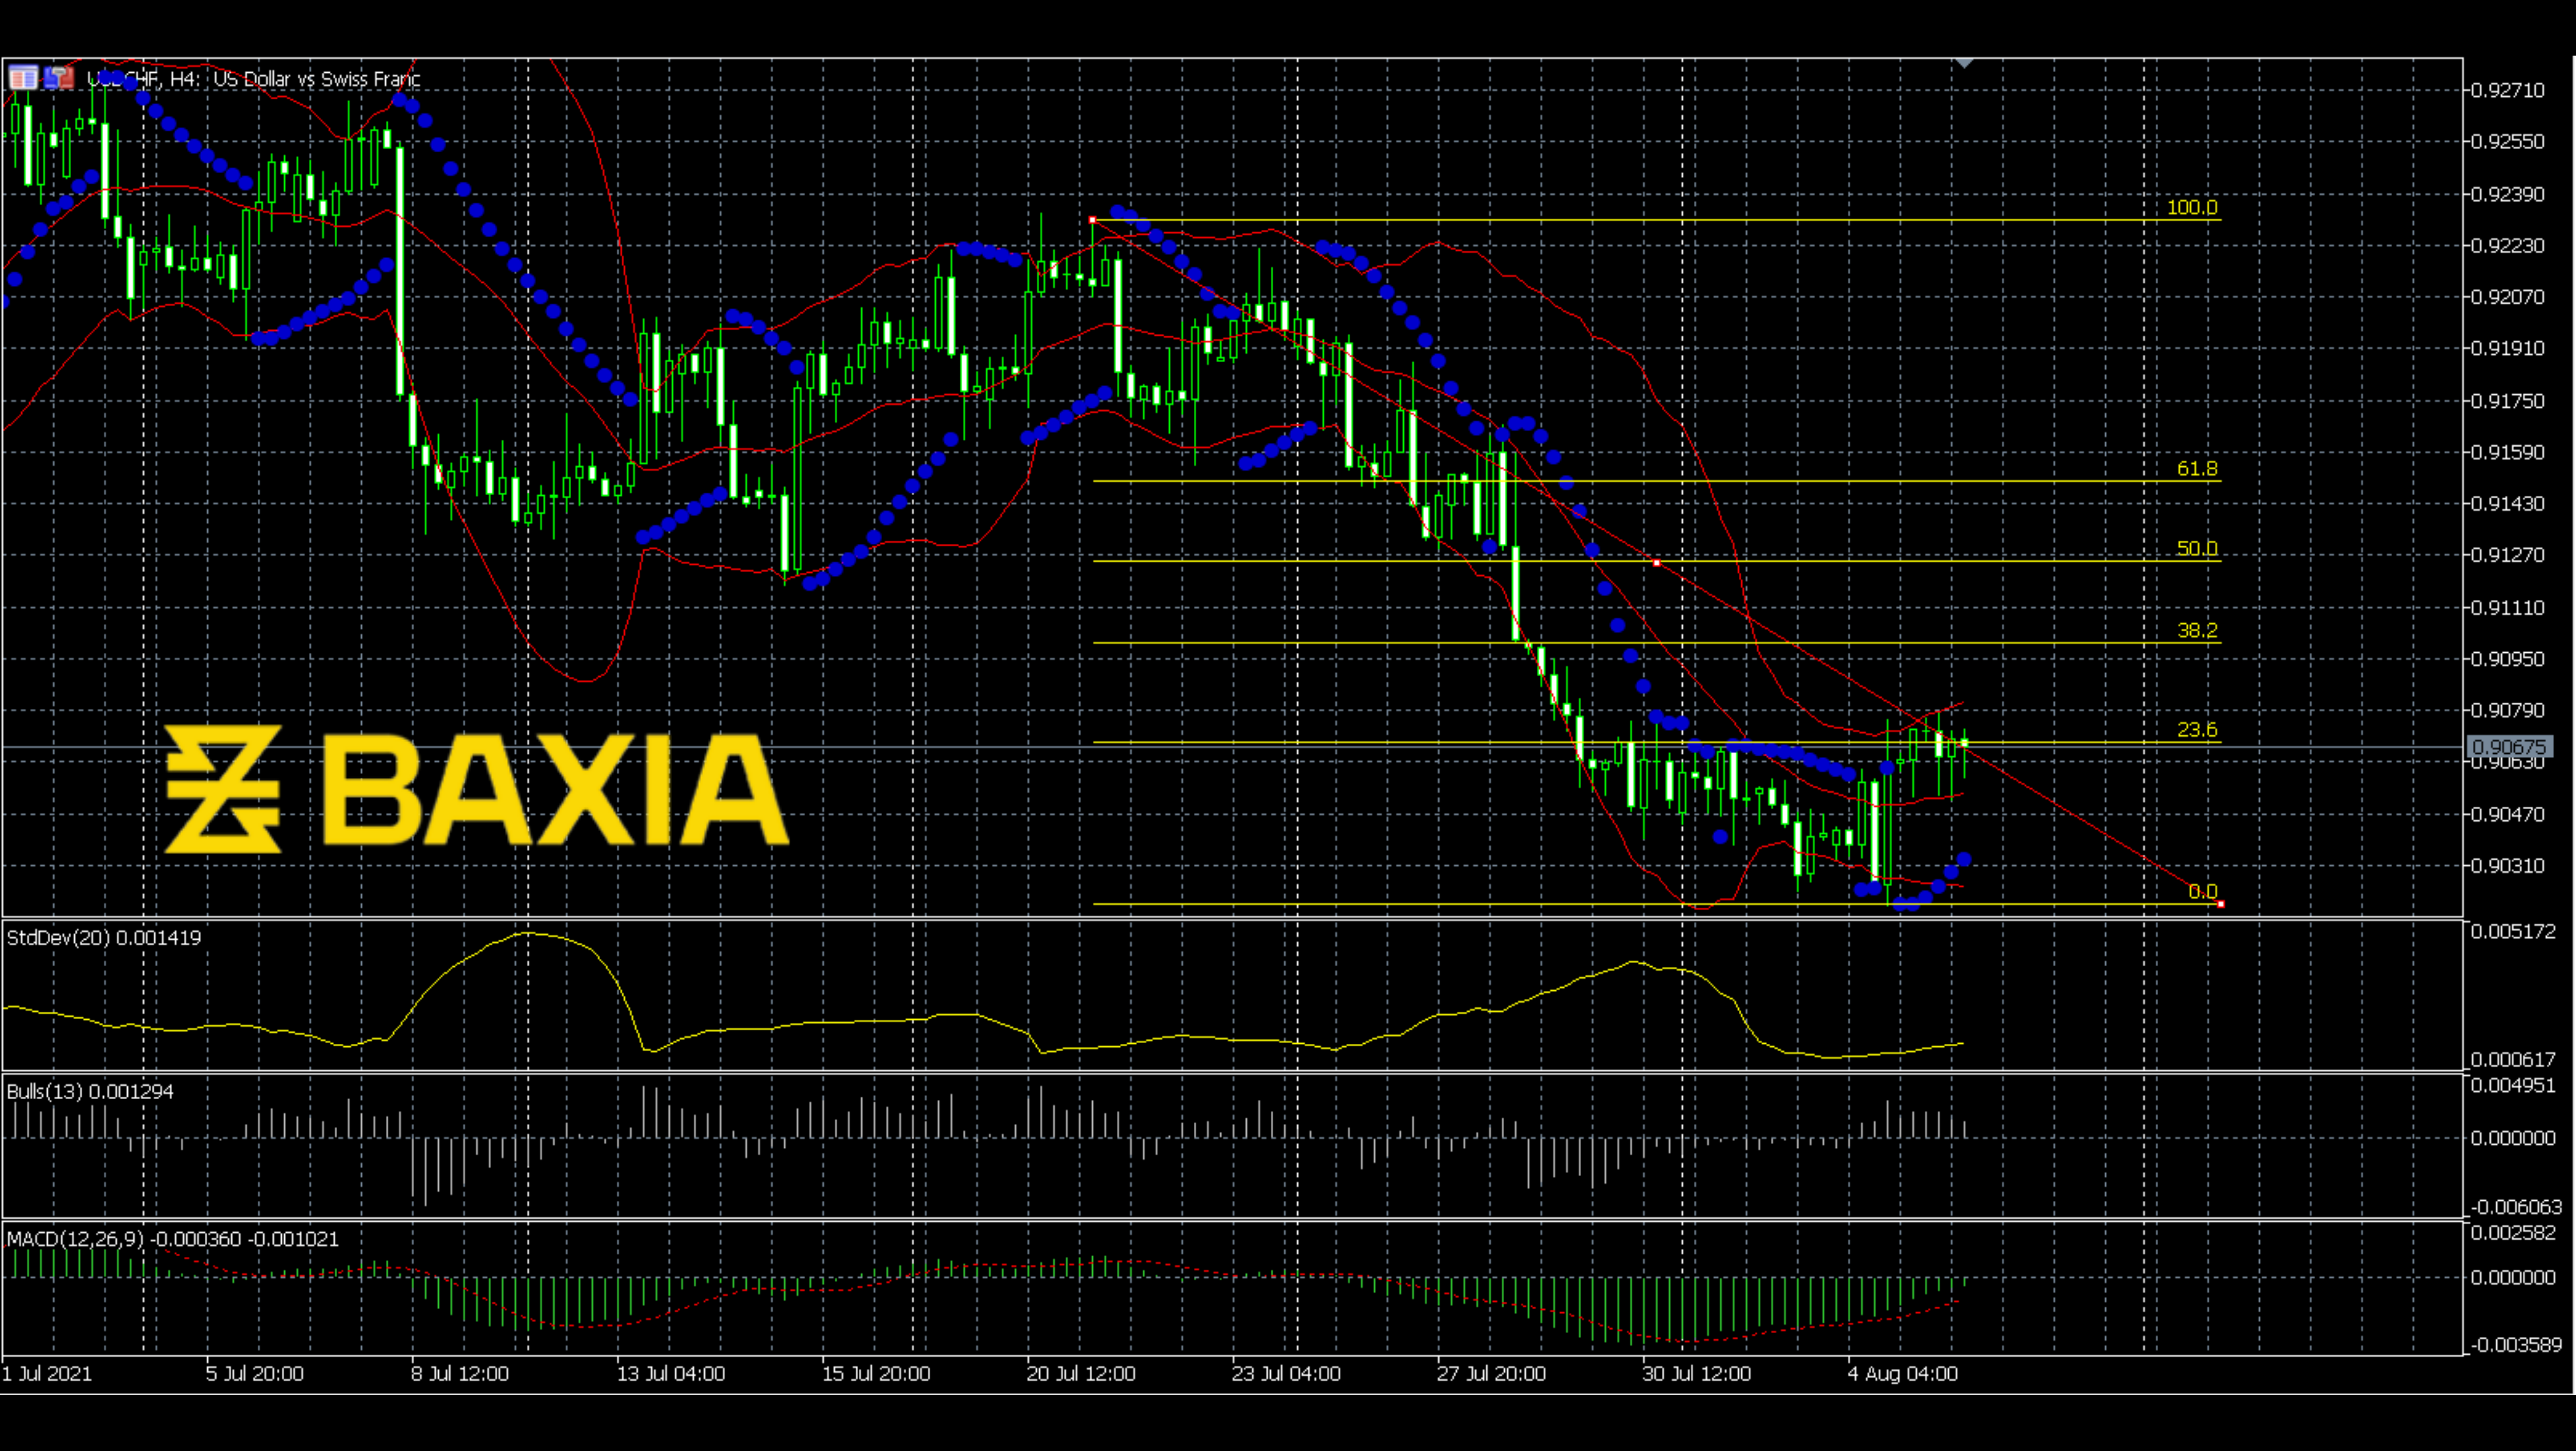 USDCHF, H4: US Dollar vs Swiss Franc
0.92710
0.92550
0.92390
100.0
0.92230
0.92070
0.91910
0.91750
0.91590
61.8
0.91430
50.0
0.91270
0.91110
38.2
0.90950
0.90790
23.6
0.90675
0.90630
BAXIA
0.90470
0.90310
0.0
StdDev(20) 0.001419
0.005172
0.000617
Bulls(13) 0.001294
0.004951
0.000000
-0.006063
MACD(12,26,9) -0.000360 -0.001021
0.002582
0.000000
-0.003589
1 Jul 2021
5 Jul 20:00
8 Jul 12:00
13 Jul 04:00
15 Jul 20:00
20 Jul 12:00
23 Jul 04:00
27 Jul 20:00
30 Jul 12:00
4 Aug 04:00